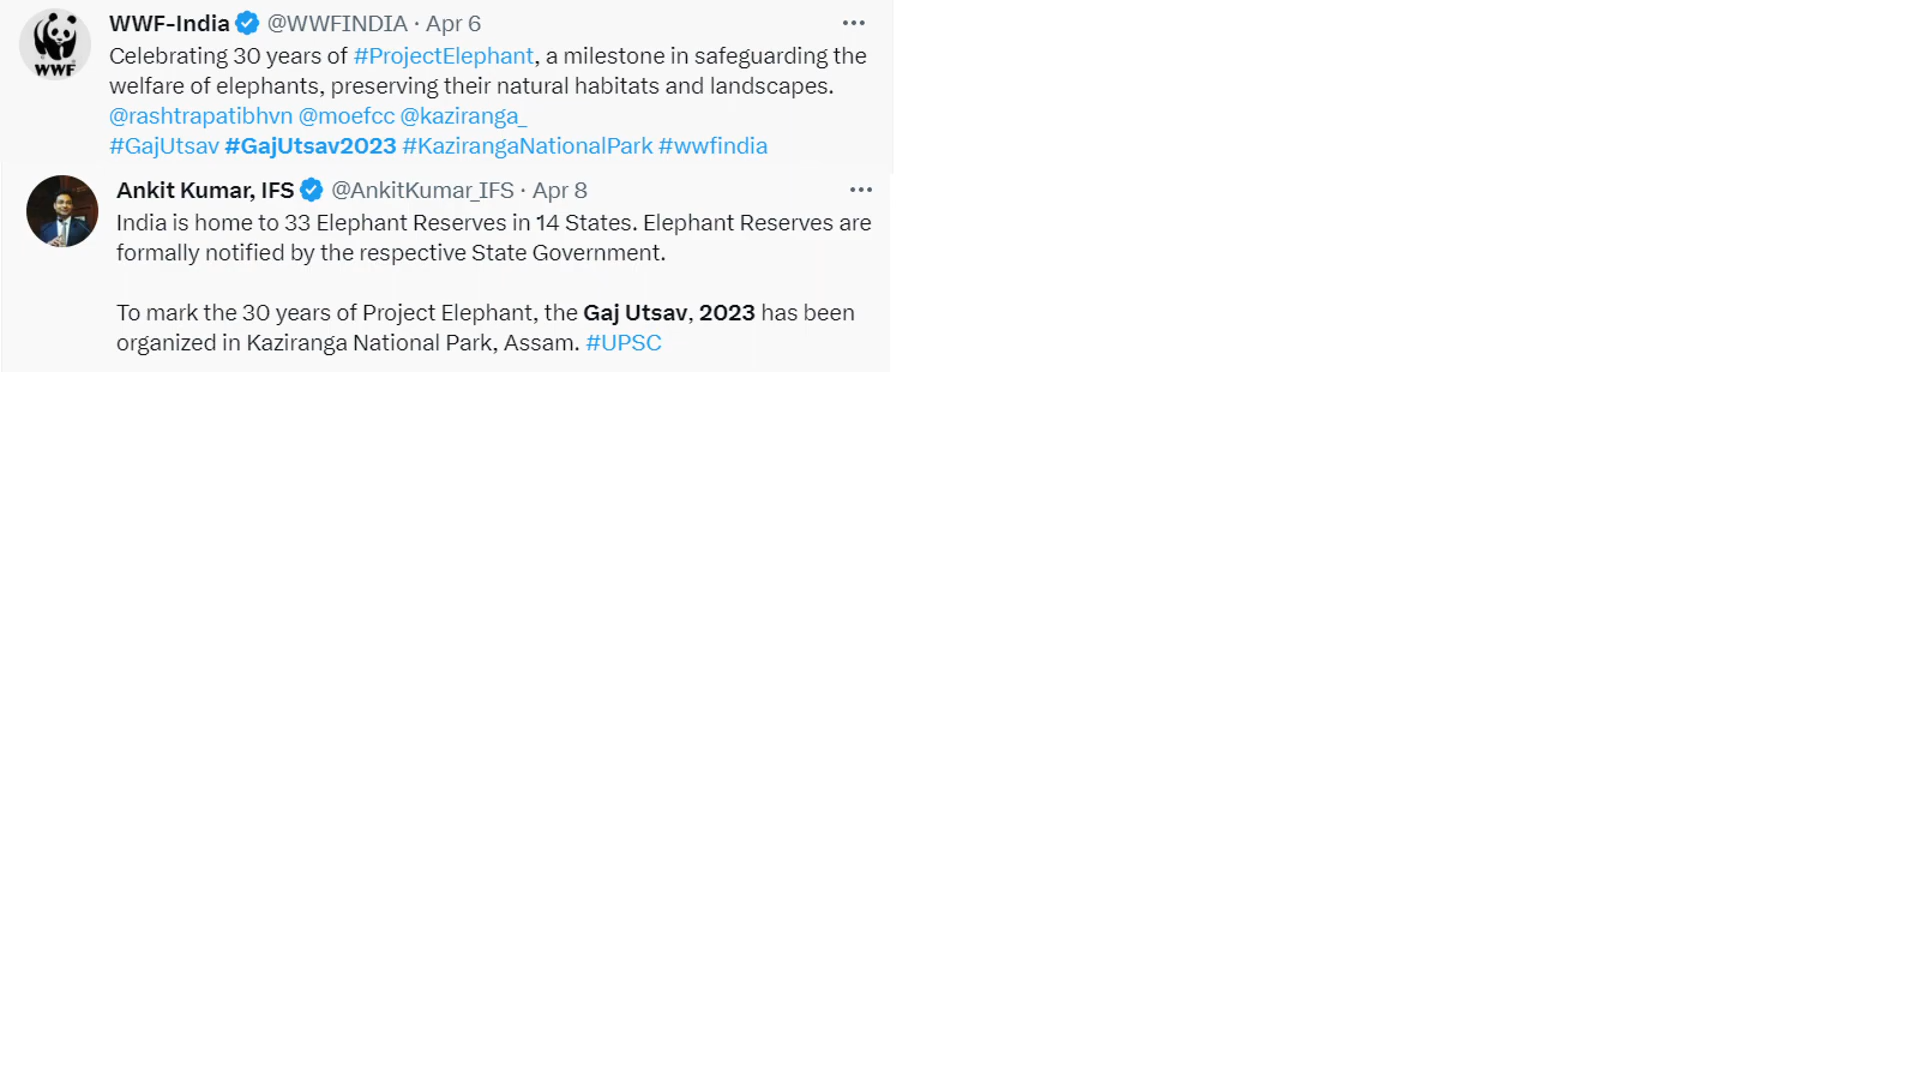 WWF-India @WWFINDIA · Apr 6
Celebrating 30 years of #ProjectElephant, a milestone in safeguarding the
welfare of elephants, preserving their natural habitats and landscapes.
@rashtrapatibhvn @moefcc @kaziranga_
#GajUtsav #GajUtsav2023 #KazirangaNationalPark #wwfindia
WWF
Ankit Kumar, IFS @AnkitKumar_IFS · Apr 8
India is home to 33 Elephant Reserves in 14 States. Elephant Reserves are
formally notified by the respective State Government.
To mark the 30 years of Project Elephant, the Gaj Utsav, 2023 has been
organized in Kaziranga National Park, Assam. #UPSC